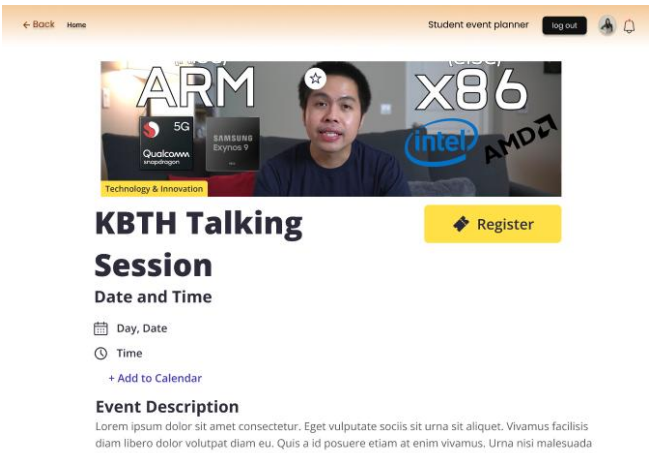 ← Back Home Student event planner log out
ARM x86
5G
Qualcomm
snapdragon
SAMSUNG
Exynos 9
intel AMD
Technology & Innovation
KBTH Talking
Session
Register
Date and Time
Day, Date
Time
+ Add to Calendar
Event Description
Lorem ipsum dolor sit amet consectetur. Eget vulputate sociis sit urna sit aliquet. Vivamus facilisis
diam libero dolor volutpat diam eu. Quis a id posuere etiam at enim vivamus. Urna nisi malesuada